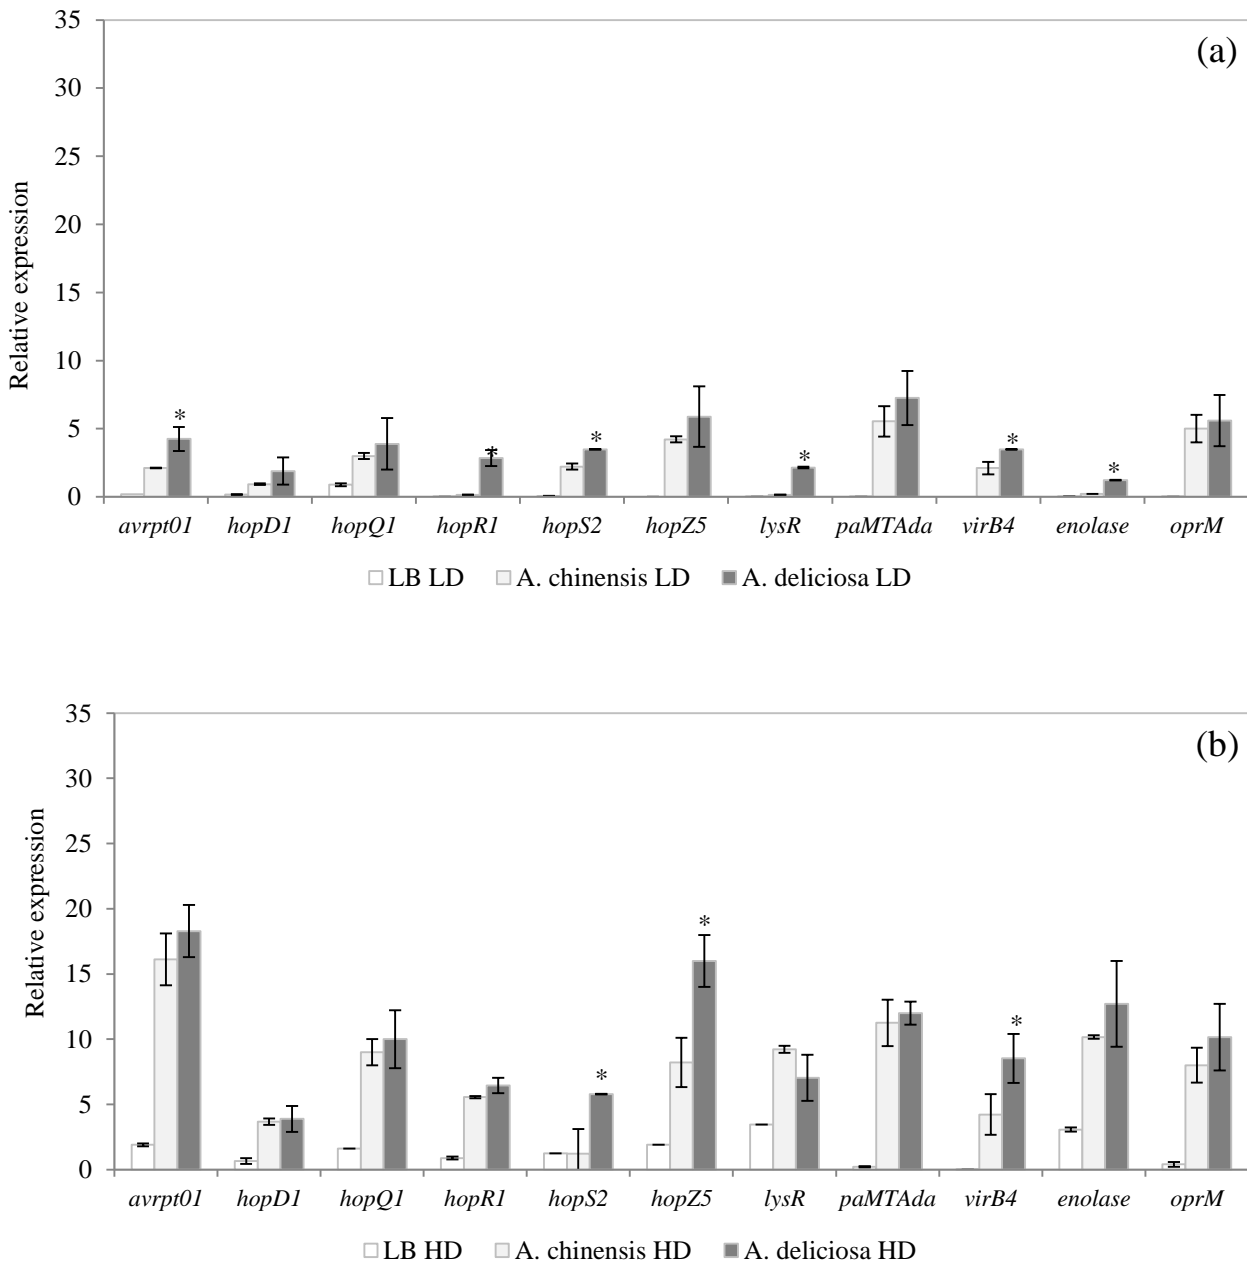 (a)
35
30
25
20
15
10
5
0
Relative expression
* * * * * *
avrpt01 hopD1 hopQ1 hopR1 hopS2 hopZ5 lysR paMTAda virB4 enolase oprM
LB LD A. chinensis LD A. deliciosa LD
(b)
35
30
25
20
15
10
5
0
Relative expression
* * *
avrpt01 hopD1 hopQ1 hopR1 hopS2 hopZ5 lysR paMTAda virB4 enolase oprM
LB HD A. chinensis HD A. deliciosa HD